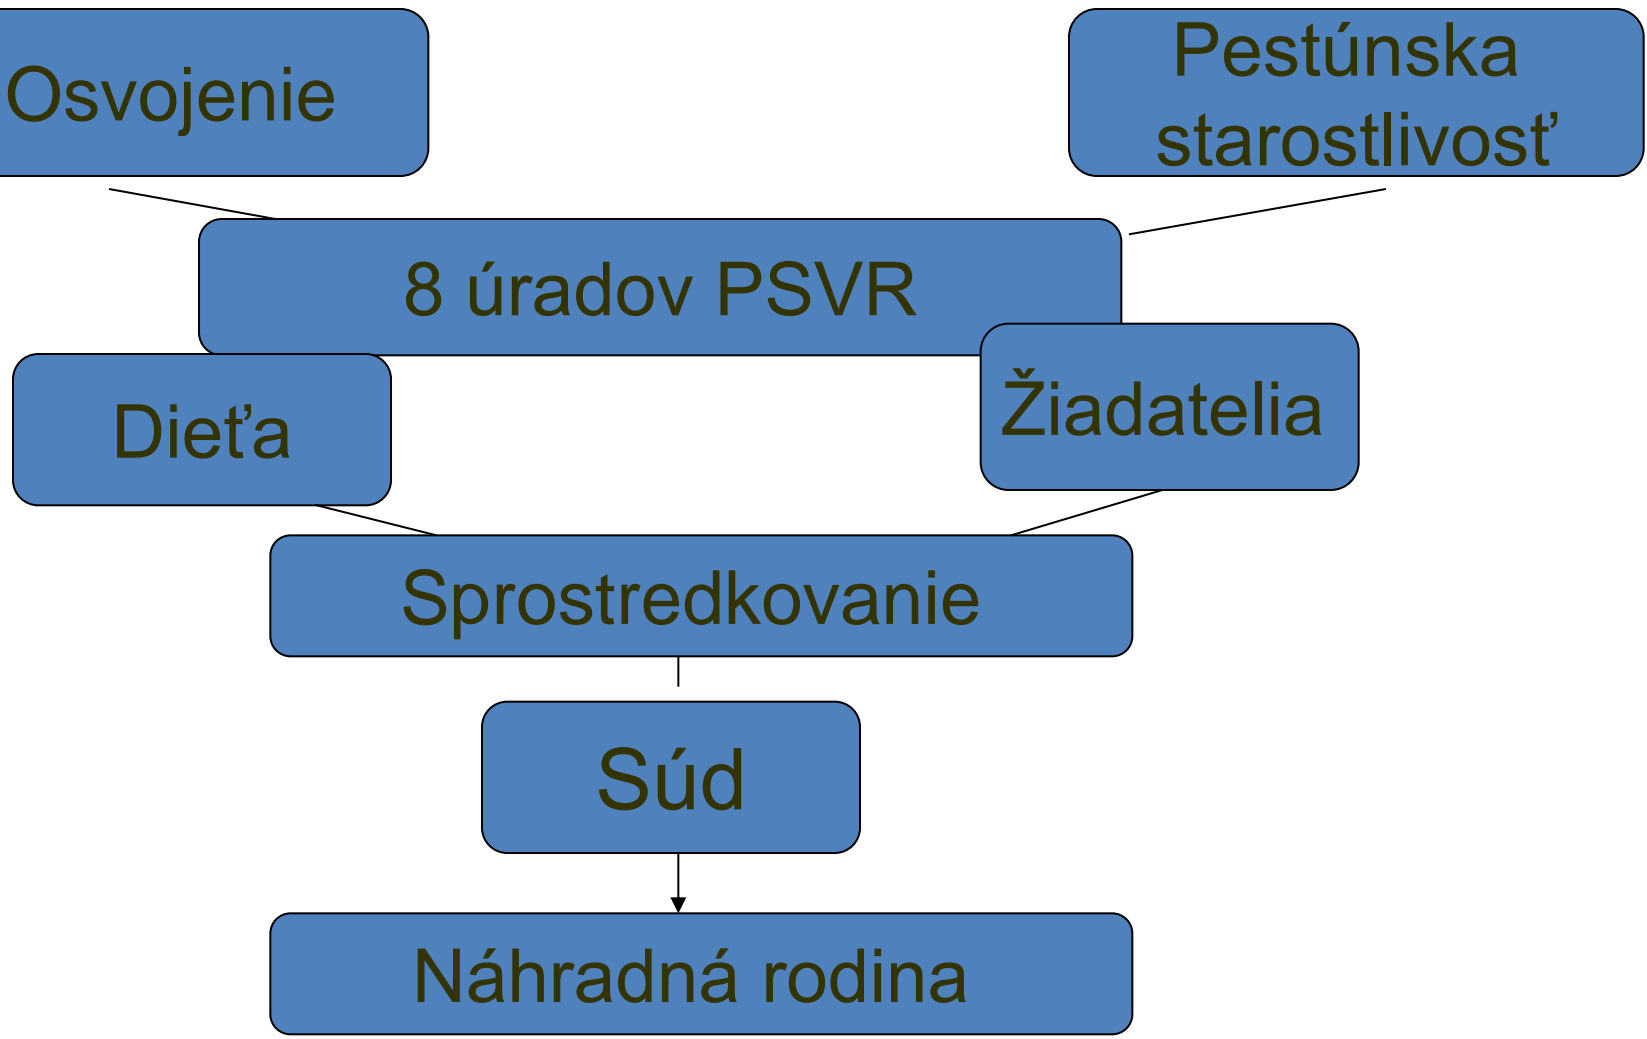 Osvojenie
Pestúnska
starostlivosť
8 úradov PSVR
Dieťa
Žiadatelia
Sprostredkovanie
Súd
Náhradná rodina